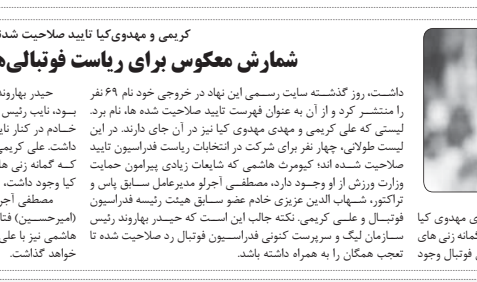 کریمی و مهدوی‌کیا تایید صلاحیت شدن
شمارش معکوس برای ریاست فوتبالی‌ه
ی مهدوی کیا
گمانه زنی های
فوتبال وجود
داشت، روز گذشته سایت رسمی این نهاد در خروجی خود نام ۶۹ نفر
را منتشر کرد و از آن به عنوان فهرست تایید صلاحیت شده ها، نام برد.
لیستی که علی کریمی و مهدی مهدوی کیا نیز در آن جای دارند. در این
لیست طولانی، چهار نفر برای شرکت در انتخابات ریاست فدراسیون تایید
صلاحیت شده اند؛ کیومرث هاشمی که شایعات زیادی پیرامون حمایت
وزارت ورزش از او وجود دارد، مصطفی آجرلو مدیرعامل سابق پاس و
تراکتور، شهاب الدین عزیزی خادم عضو سابق هیئت رئیسه فدراسیون
فوتبال و علی کریمی. نکته جالب این است که حیدر بهاروند رئیس
سازمان لیگ و سرپرست کنونی فدراسیون فوتبال رد صلاحیت شده تا
تعجب همگان را به همراه داشته باشد.
حیدر بهاروند
بود، نایب رئیس
خادم در کنار نای
داشت. علی کریمی
که گمانه زنی ها
کیا وجود داشت،
مصطفی آجر
(امیرحسین) فتا
هاشمی نیز با علی
خواهد گذاشت.